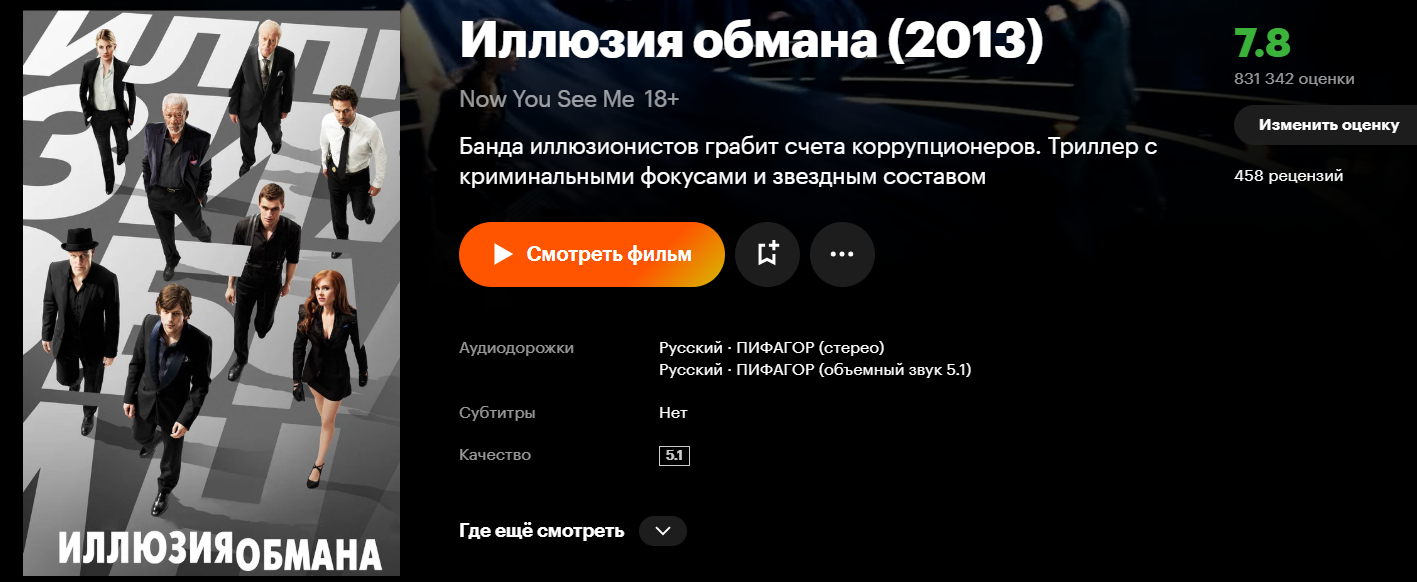 Иллюзия обмана (2013)
7.8
831 342 оценки
Now You See Me 18+
Изменить оценку
Банда иллюзионистов грабит счета коррупционеров. Триллер с
криминальными фокусами и звездным составом
458 рецензий
Смотреть фильм
Аудиодорожки
Русский · ПИФАГОР (стерео)
Русский · ПИФАГОР (объемный звук 5.1)
Субтитры
Нет
Качество
5.1
Где ещё смотреть
ИЛЛЮЗИЯ ОБМАНА